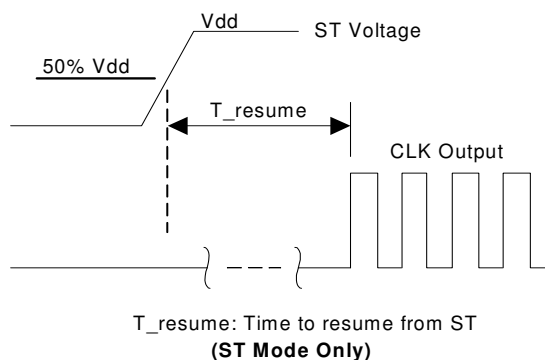 Vdd
ST Voltage
50% Vdd
T_resume
CLK Output
T_resume: Time to resume from ST
(ST Mode Only)